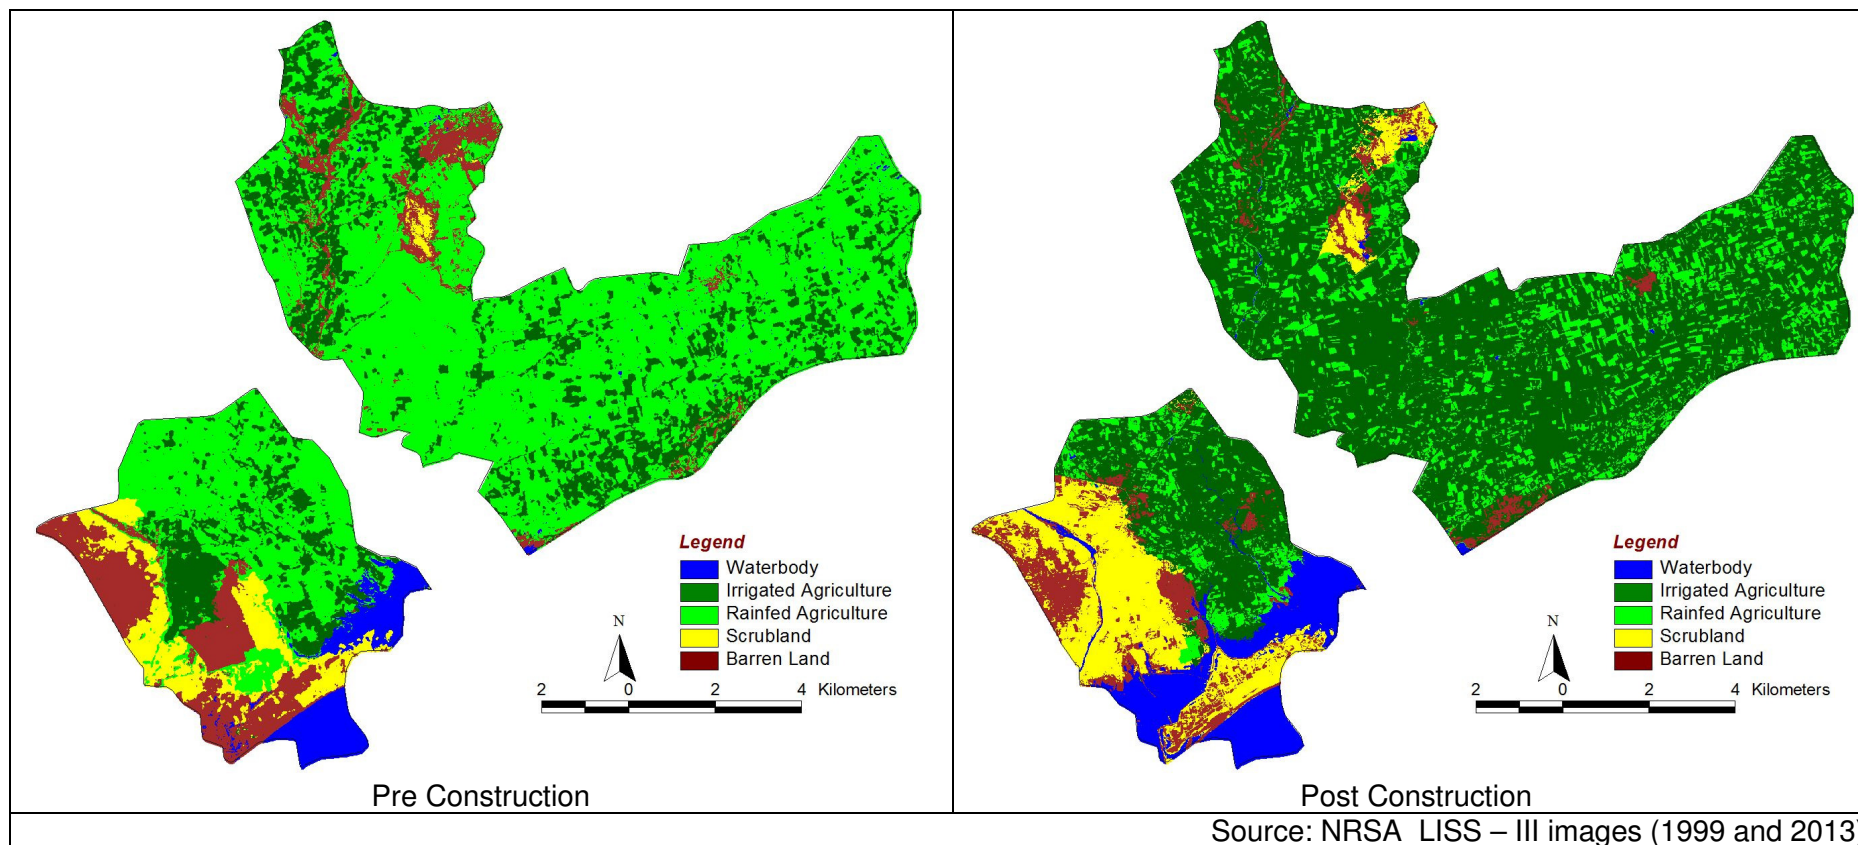 Legend
Waterbody
Irrigated Agriculture
Rainfed Agriculture
Scrubland
Barren Land
N
2 0 2 4 Kilometers
Pre Construction
Legend
Waterbody
Irrigated Agriculture
Rainfed Agriculture
Scrubland
Barren Land
N
2 0 2 4 Kilometers
Post Construction
Source: NRSA LISS – III images (1999 and 2013)